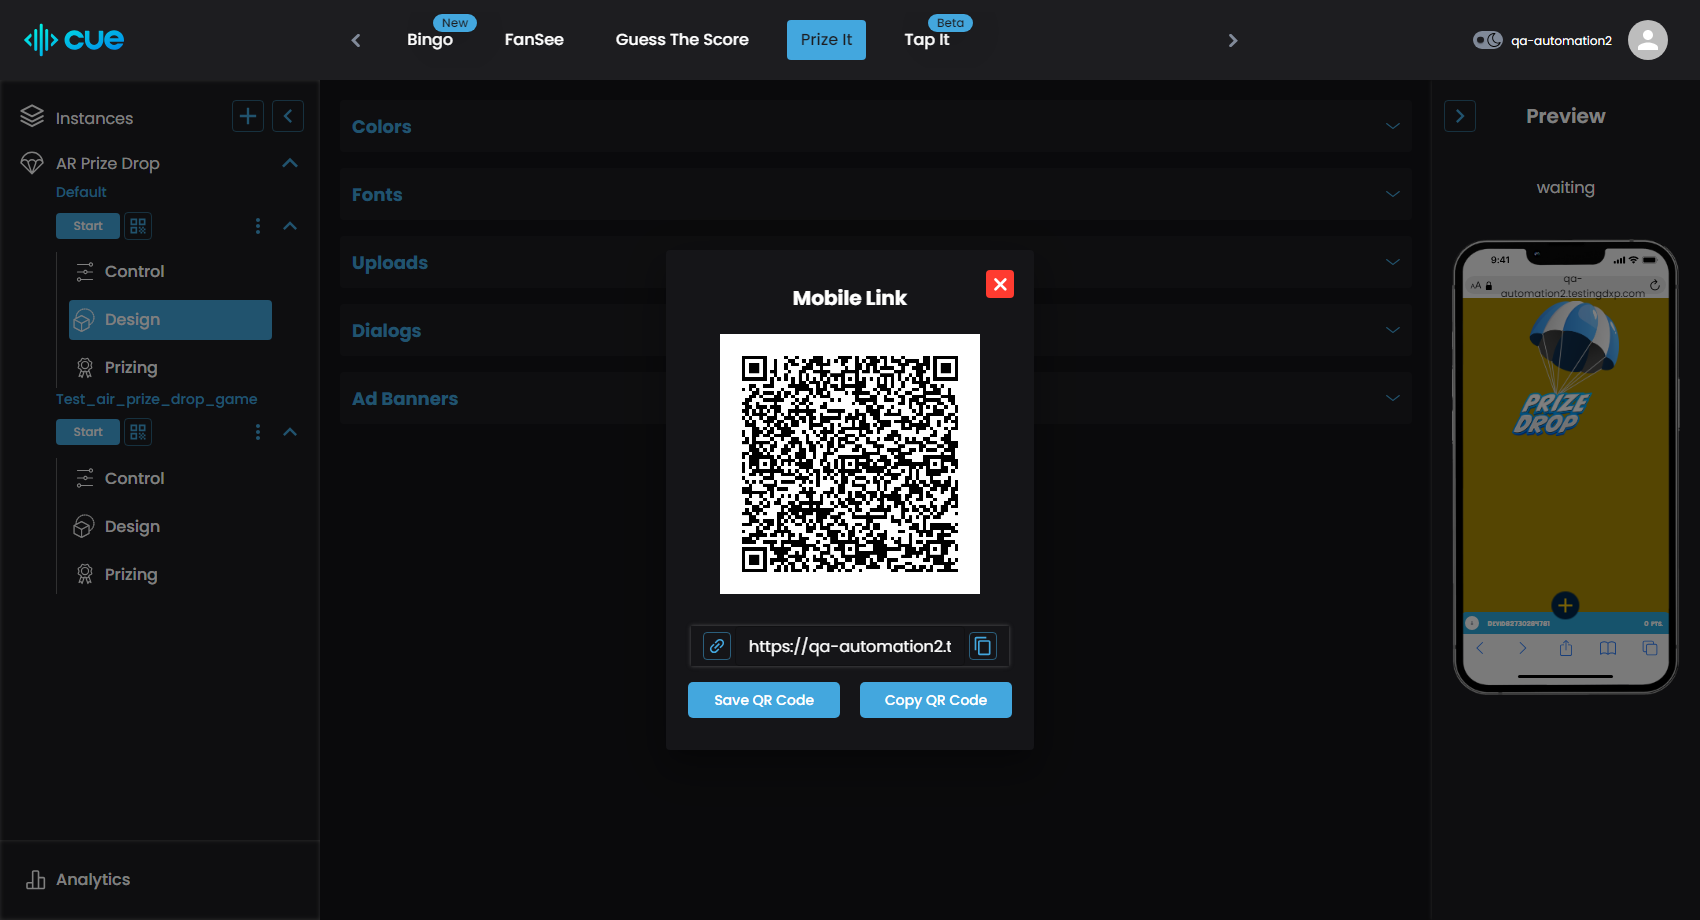 cue
New
Bingo
FanSee
Guess The Score
Prize It
Beta
Tap It
qa-automation2
Instances
AR Prize Drop
Default
Start
Control
Design
Prizing
Test_air_prize_drop_game
Start
Control
Design
Prizing
Analytics
Colors
Fonts
Uploads
Dialogs
Ad Banners
Mobile Link
https://qa-automation2.t
Save QR Code
Copy QR Code
Preview
waiting
9:41
AA
qa-
automation2.testingdxp.com
PRIZE
DROP
0 PTS.